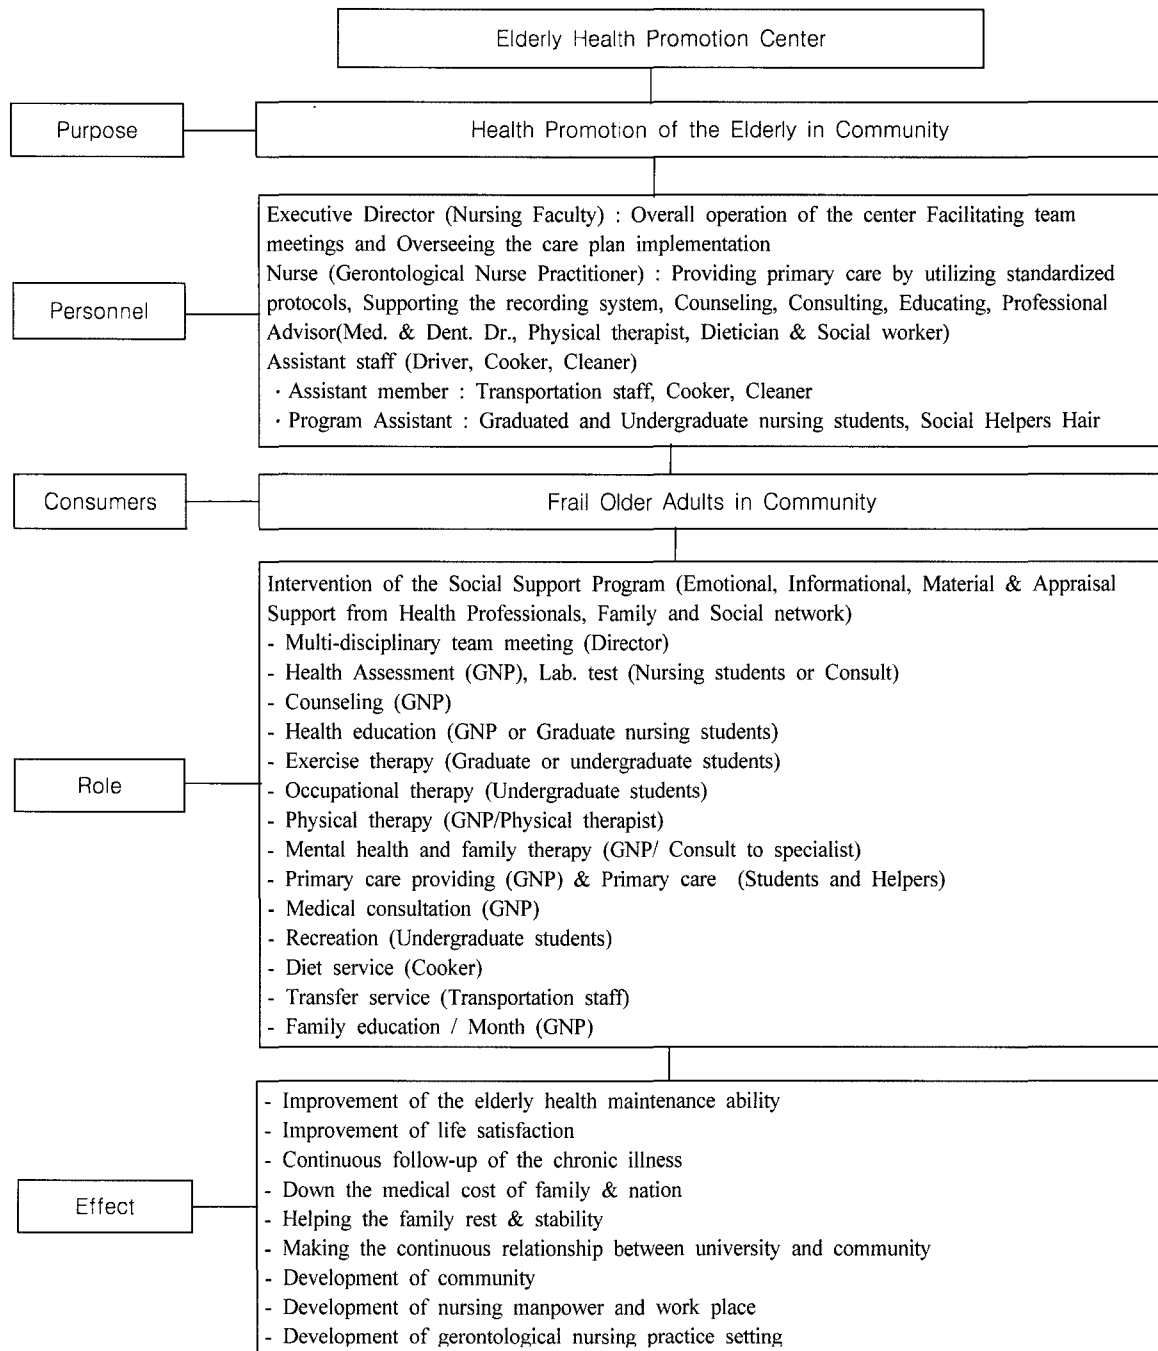 Elderly Health Promotion Center
Purpose
Health Promotion of the Elderly in Community
Personnel
Executive Director (Nursing Faculty) : Overall operation of the center Facilitating team
meetings and Overseeing the care plan implementation
Nurse (Gerontological Nurse Practitioner) : Providing primary care by utilizing standardized
protocols, Supporting the recording system, Counseling, Consulting, Educating, Professional
Advisor(Med. & Dent. Dr., Physical therapist, Dietician & Social worker)
Assistant staff (Driver, Cooker, Cleaner)
· Assistant member : Transportation staff, Cooker, Cleaner
· Program Assistant : Graduated and Undergraduate nursing students, Social Helpers Hair
Consumers
Frail Older Adults in Community
Role
Intervention of the Social Support Program (Emotional, Informational, Material & Appraisal
Support from Health Professionals, Family and Social network)
- Multi-disciplinary team meeting (Director)
- Health Assessment (GNP), Lab. test (Nursing students or Consult)
- Counseling (GNP)
- Health education (GNP or Graduate nursing students)
- Exercise therapy (Graduate or undergraduate students)
- Occupational therapy (Undergraduate students)
- Physical therapy (GNP/Physical therapist)
- Mental health and family therapy (GNP/ Consult to specialist)
- Primary care providing (GNP) & Primary care (Students and Helpers)
- Medical consultation (GNP)
- Recreation (Undergraduate students)
- Diet service (Cooker)
- Transfer service (Transportation staff)
- Family education / Month (GNP)
Effect
- Improvement of the elderly health maintenance ability
- Improvement of life satisfaction
- Continuous follow-up of the chronic illness
- Down the medical cost of family & nation
- Helping the family rest & stability
- Making the continuous relationship between university and community
- Development of community
- Development of nursing manpower and work place
- Development of gerontological nursing practice setting